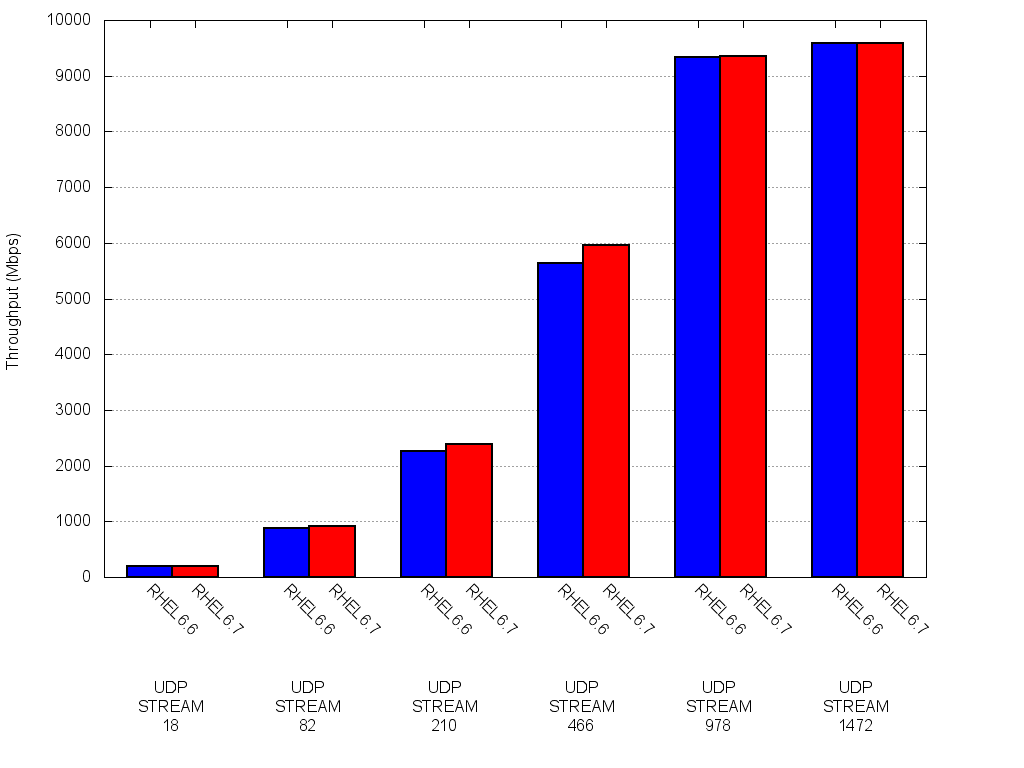 Throughput (Mbps)
10000
9000
8000
7000
6000
5000
4000
3000
2000
1000
0
RHEL6.6 RHEL6.7 RHEL6.6 RHEL6.7 RHEL6.6 RHEL6.7 RHEL6.6 RHEL6.7 RHEL6.6 RHEL6.7 RHEL6.6 RHEL6.7
UDP UDP UDP UDP UDP UDP
STREAM STREAM STREAM STREAM STREAM STREAM
18 82 210 466 978 1472